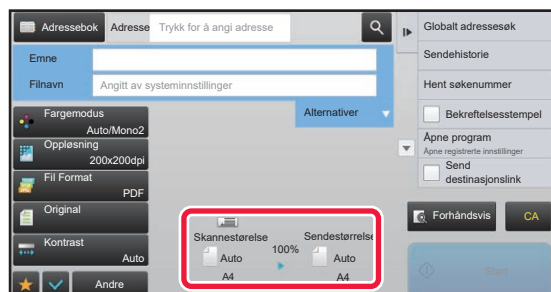 Adressebok
Adresse
Trykk for å angi adresse
Emne
Filnavn
Angitt av systeminnstillinger
Alternativer
Fargemodus
Auto/Mono2
Oppløsning
200x200dpi
Fil Format
PDF
Original
Kontrast
Auto
Andre
Skannestørelse
100%
Sendestørrelse
Auto
Auto
A4
A4
Globalt adressesøk
Sendehistorie
Hent søkenummer
Bekreftelsesstempel
Åpne program
Åpne registrerte innstillinger
Send
destinasjonslink
Forhåndsvis
CA
Start